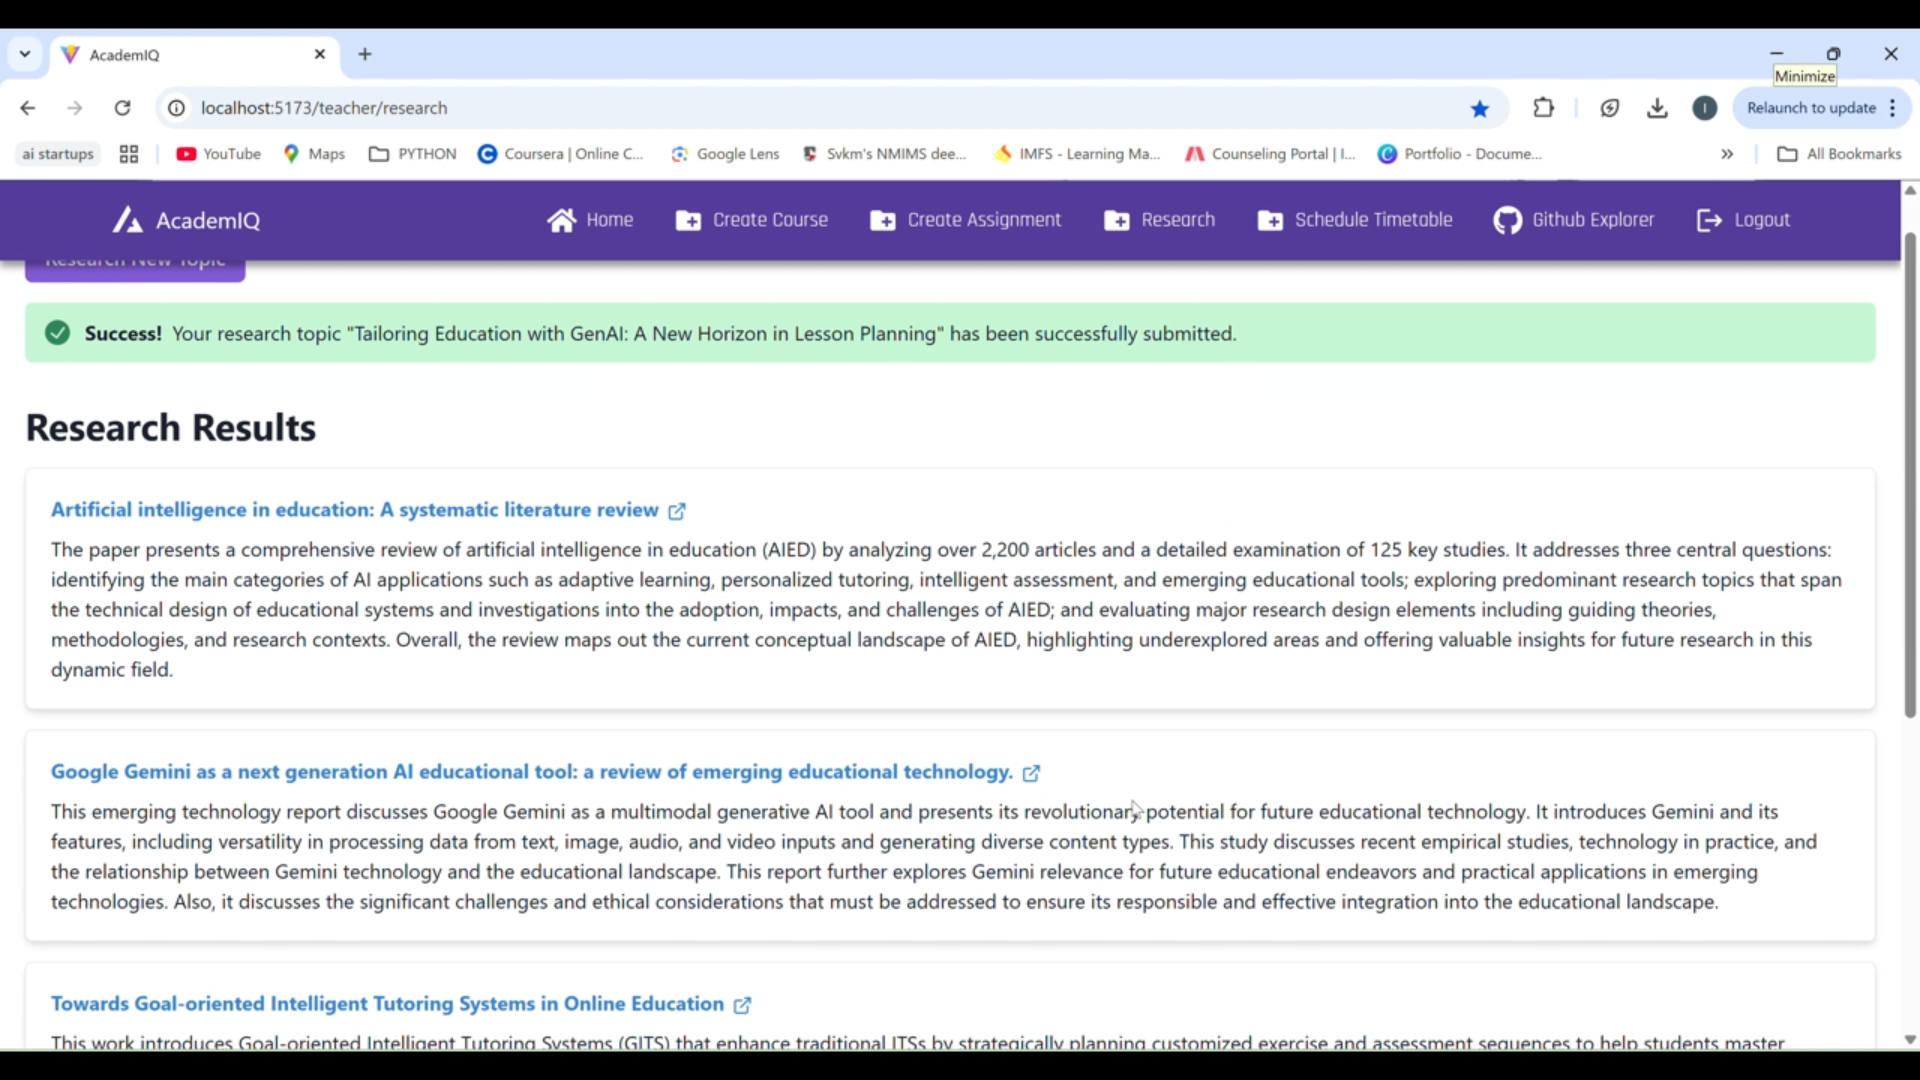 AcademIQ
Minimize
localhost:5173/teacher/research
Relaunch to update
ai startups
YouTube
Maps
PYTHON
Coursera | Online C...
Google Lens
Svkm's NMIMS dee...
IMFS - Learning Ma...
Counseling Portal | I...
Portfolio - Docume...
All Bookmarks
AcademIQ
Home
Create Course
Create Assignment
Research
Schedule Timetable
Github Explorer
Logout
Research New Topic
Success! Your research topic "Tailoring Education with GenAI: A New Horizon in Lesson Planning" has been successfully submitted.
Research Results
Artificial intelligence in education: A systematic literature review
The paper presents a comprehensive review of artificial intelligence in education (AIED) by analyzing over 2,200 articles and a detailed examination of 125 key studies. It addresses three central questions:
identifying the main categories of AI applications such as adaptive learning, personalized tutoring, intelligent assessment, and emerging educational tools; exploring predominant research topics that span
the technical design of educational systems and investigations into the adoption, impacts, and challenges of AIED; and evaluating major research design elements including guiding theories,
methodologies, and research contexts. Overall, the review maps out the current conceptual landscape of AIED, highlighting underexplored areas and offering valuable insights for future research in this
dynamic field.
Google Gemini as a next generation AI educational tool: a review of emerging educational technology.
This emerging technology report discusses Google Gemini as a multimodal generative AI tool and presents its revolutionary potential for future educational technology. It introduces Gemini and its
features, including versatility in processing data from text, image, audio, and video inputs and generating diverse content types. This study discusses recent empirical studies, technology in practice, and
the relationship between Gemini technology and the educational landscape. This report further explores Gemini relevance for future educational endeavors and practical applications in emerging
technologies. Also, it discusses the significant challenges and ethical considerations that must be addressed to ensure its responsible and effective integration into the educational landscape.
Towards Goal-oriented Intelligent Tutoring Systems in Online Education
This work introduces Goal-oriented Intelligent Tutoring Systems (GITS) that enhance traditional ITSs by strategically planning customized exercise and assessment sequences to help students master